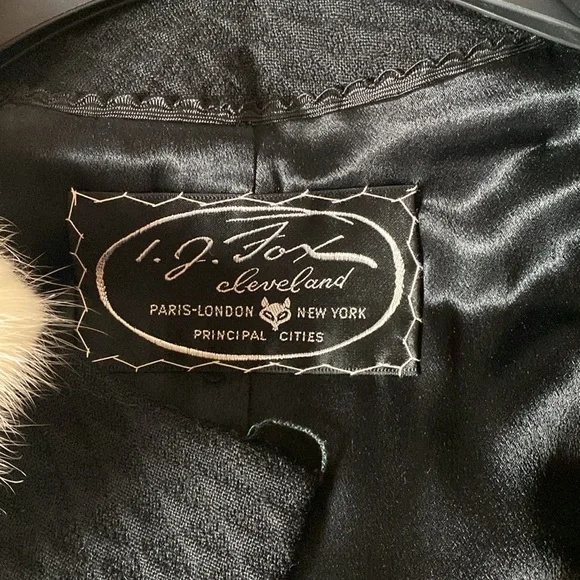 I. J. Fox
cleveland
PARIS-LONDON NEW YORK
PRINCIPAL CITIES